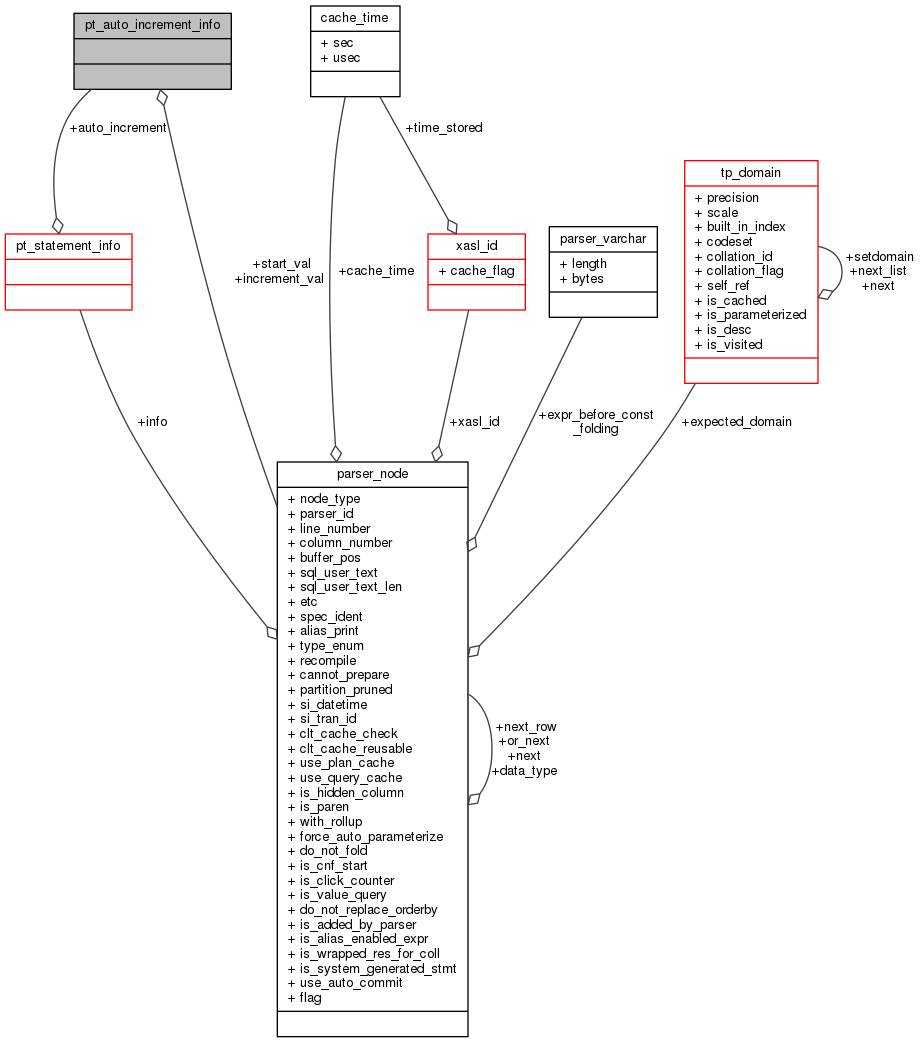 pt_auto_increment_info
cache_time
+ sec
+ usec
+auto_increment
+time_stored
tp_domain
+ precision
+ scale
+ built_in_index
+ codeset
+ collation_id
+ collation_flag
+ self_ref
+ is_cached
+ is_parameterized
+ is_desc
+ is_visited
pt_statement_info
xasl_id
+ cache_flag
parser_varchar
+ length
+ bytes
+setdomain
+next_list
+next
+start_val
+increment_val
+cache_time
+info
+xasl_id
+expr_before_const
_folding
+expected_domain
parser_node
+ node_type
+ parser_id
+ line_number
+ column_number
+ buffer_pos
+ sql_user_text
+ sql_user_text_len
+ etc
+ spec_ident
+ alias_print
+ type_enum
+ recompile
+ cannot_prepare
+ partition_pruned
+ si_datetime
+ si_tran_id
+ clt_cache_check
+ clt_cache_reusable
+ use_plan_cache
+ use_query_cache
+ is_hidden_column
+ is_paren
+ with_rollup
+ force_auto_parameterize
+ do_not_fold
+ is_cnf_start
+ is_click_counter
+ is_value_query
+ do_not_replace_orderby
+ is_added_by_parser
+ is_alias_enabled_expr
+ is_wrapped_res_for_coll
+ is_system_generated_stmt
+ use_auto_commit
+ flag
+next_row
+or_next
+next
+data_type